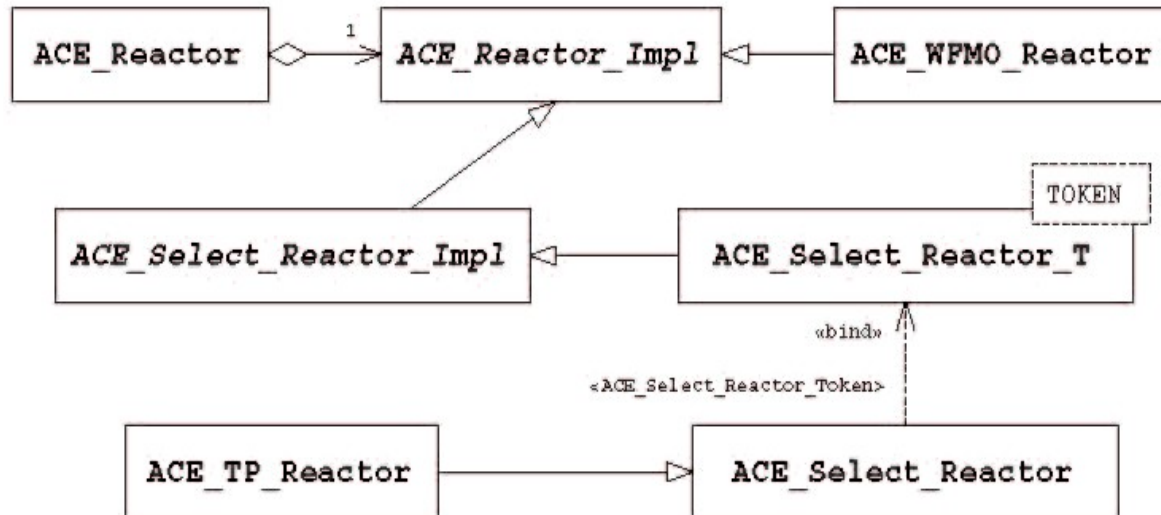 ACE_Reactor
1
ACE_Reactor_Impl
ACE_WFMO_Reactor
TOKEN
ACE_Select_Reactor_Impl
ACE_Select_Reactor_T
«bind»
<ACE_Select_Reactor_Token>
ACE_TP_Reactor
ACE_Select_Reactor